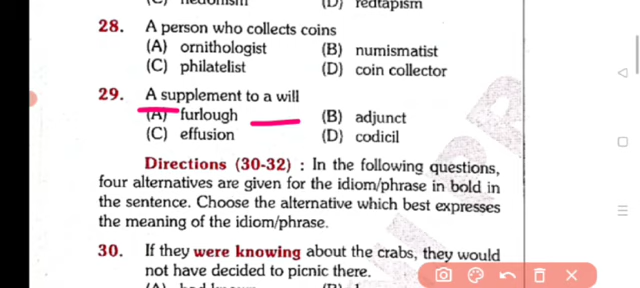 (C) hedonism (D) redtapism
28. A person who collects coins
(A) ornithologist (B) numismatist
(C) philatelist (D) coin collector
29. A supplement to a will
(A) furlough (B) adjunct
(C) effusion (D) codicil
Directions (30-32) : In the following questions,
four alternatives are given for the idiom/phrase in bold in
the sentence. Choose the alternative which best expresses
the meaning of the idiom/phrase.
30. If they were knowing about the crabs, they would
not have decided to picnic there.